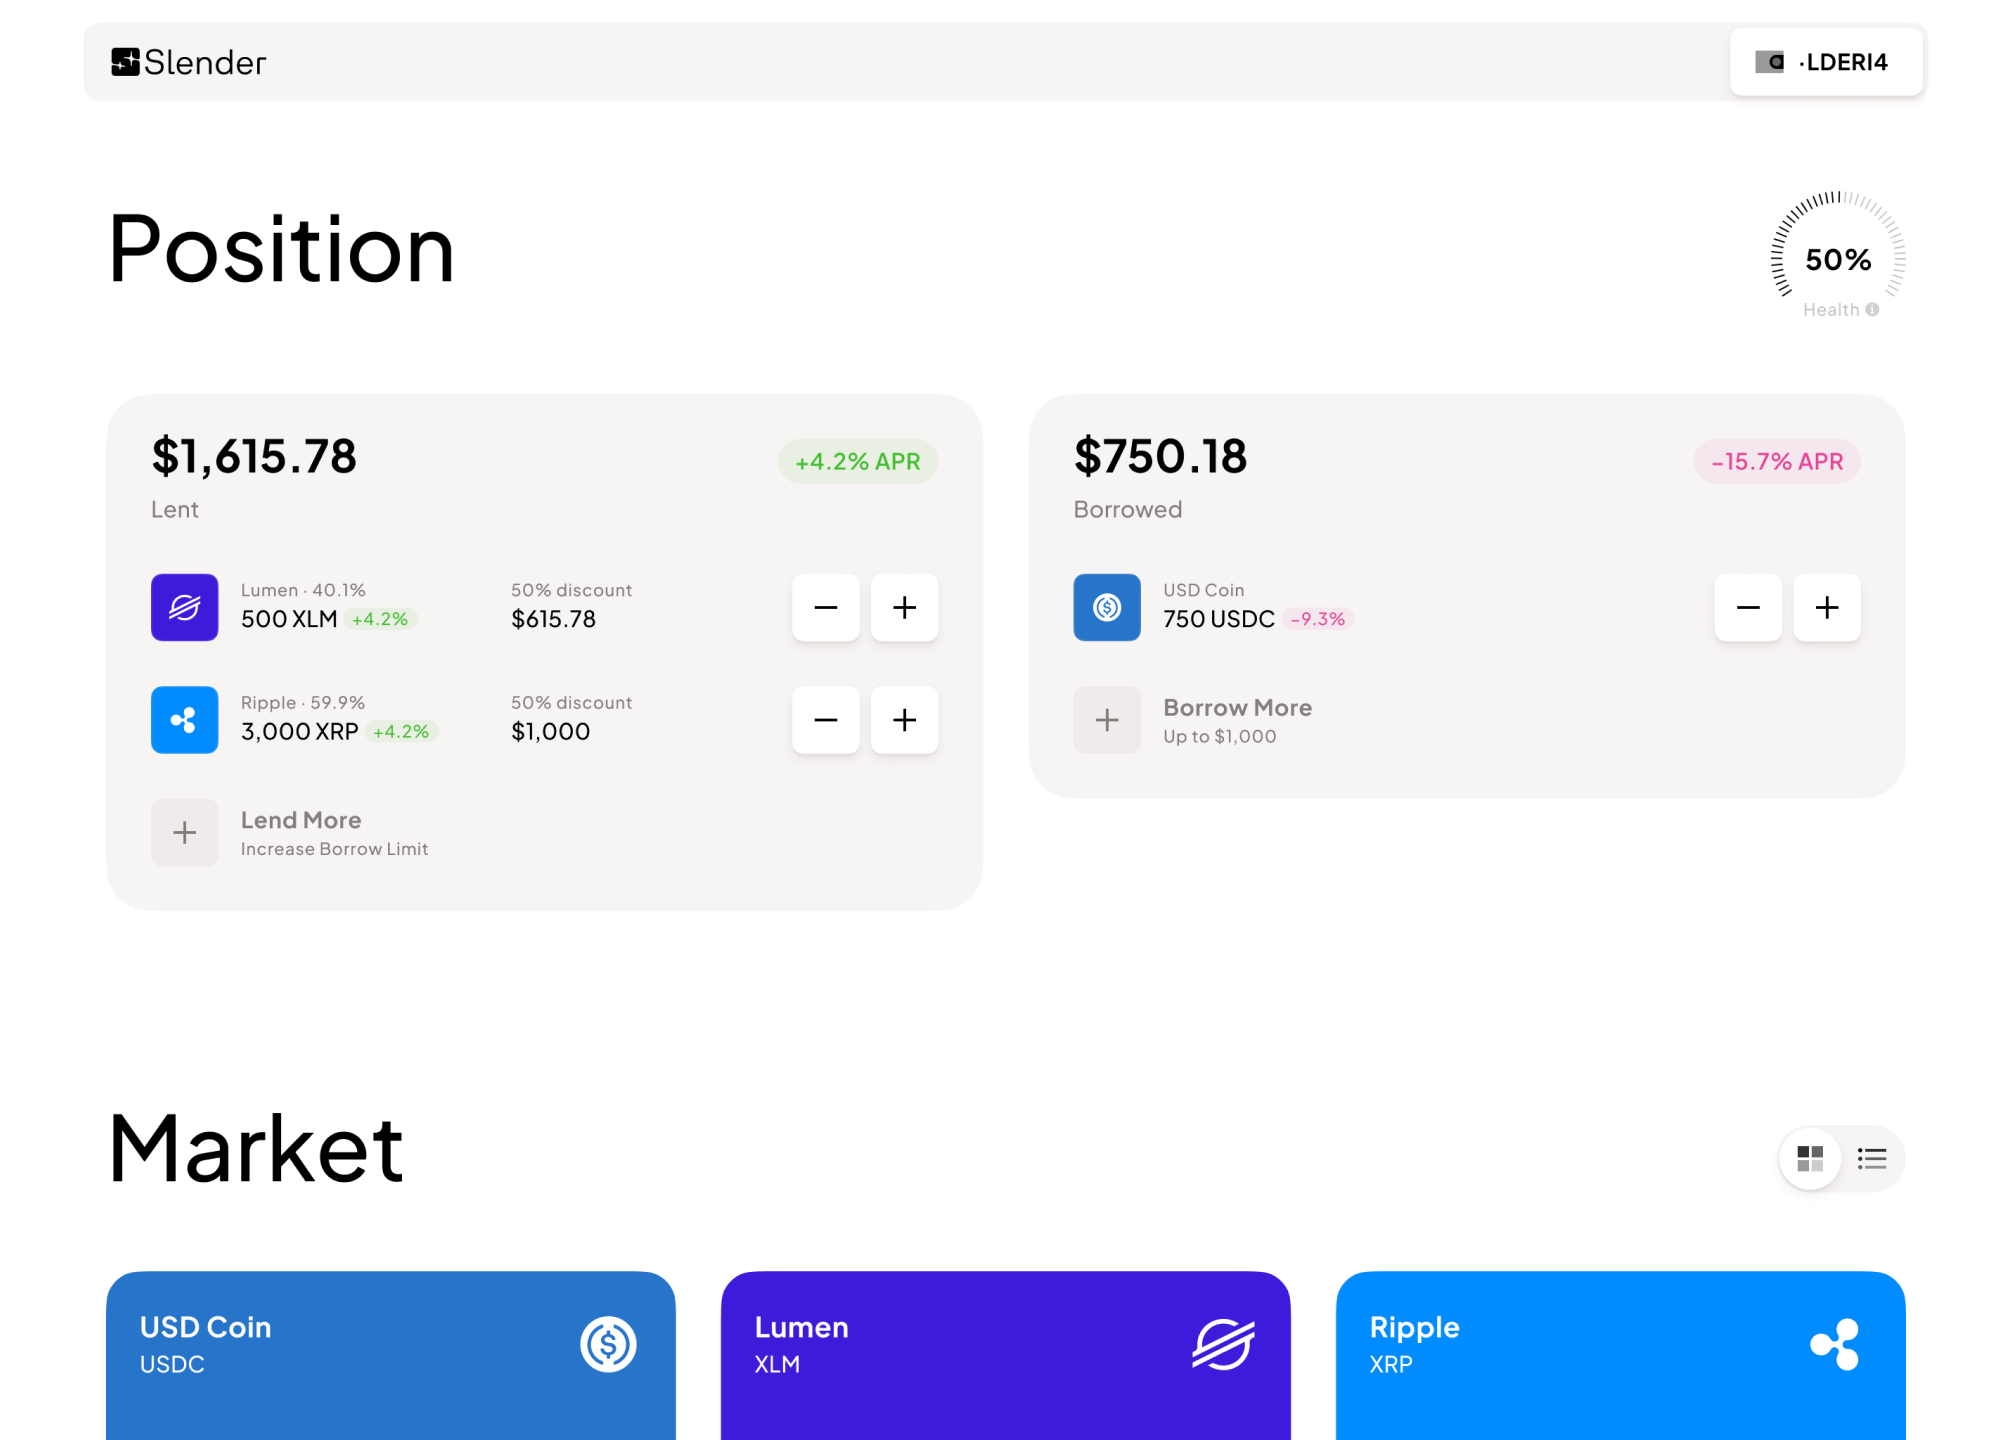 Slender
·LDERI4
Position
50%
Health
$1,615.78
+4.2% APR
Lent
Lumen · 40.1%
50% discount
500 XLM +4.2%
$615.78
Ripple · 59.9%
50% discount
3,000 XRP +4.2%
$1,000
Lend More
Increase Borrow Limit
$750.18
-15.7% APR
Borrowed
USD Coin
750 USDC -9.3%
Borrow More
Up to $1,000
Market
USD Coin
USDC
Lumen
XLM
Ripple
XRP